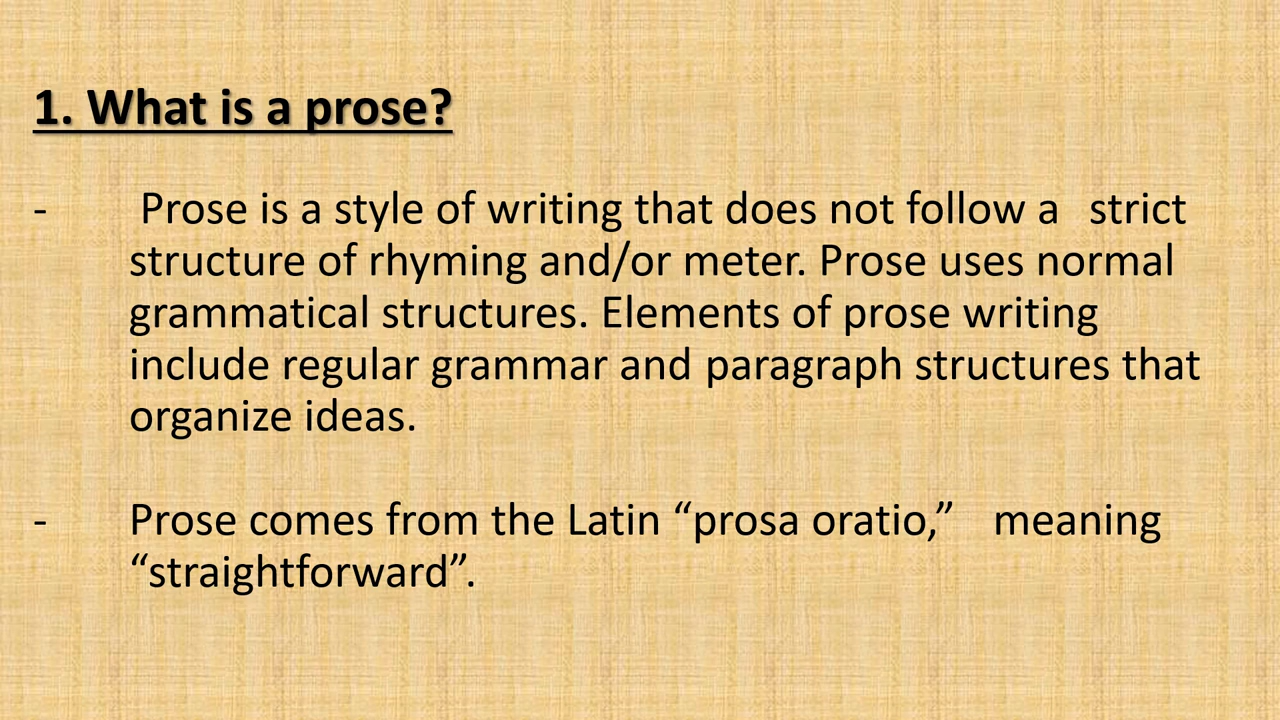 1. What is a prose?
- Prose is a style of writing that does not follow a strict
structure of rhyming and/or meter. Prose uses normal
grammatical structures. Elements of prose writing
include regular grammar and paragraph structures that
organize ideas.
- Prose comes from the Latin “prosa oratio,” meaning
“straightforward”.